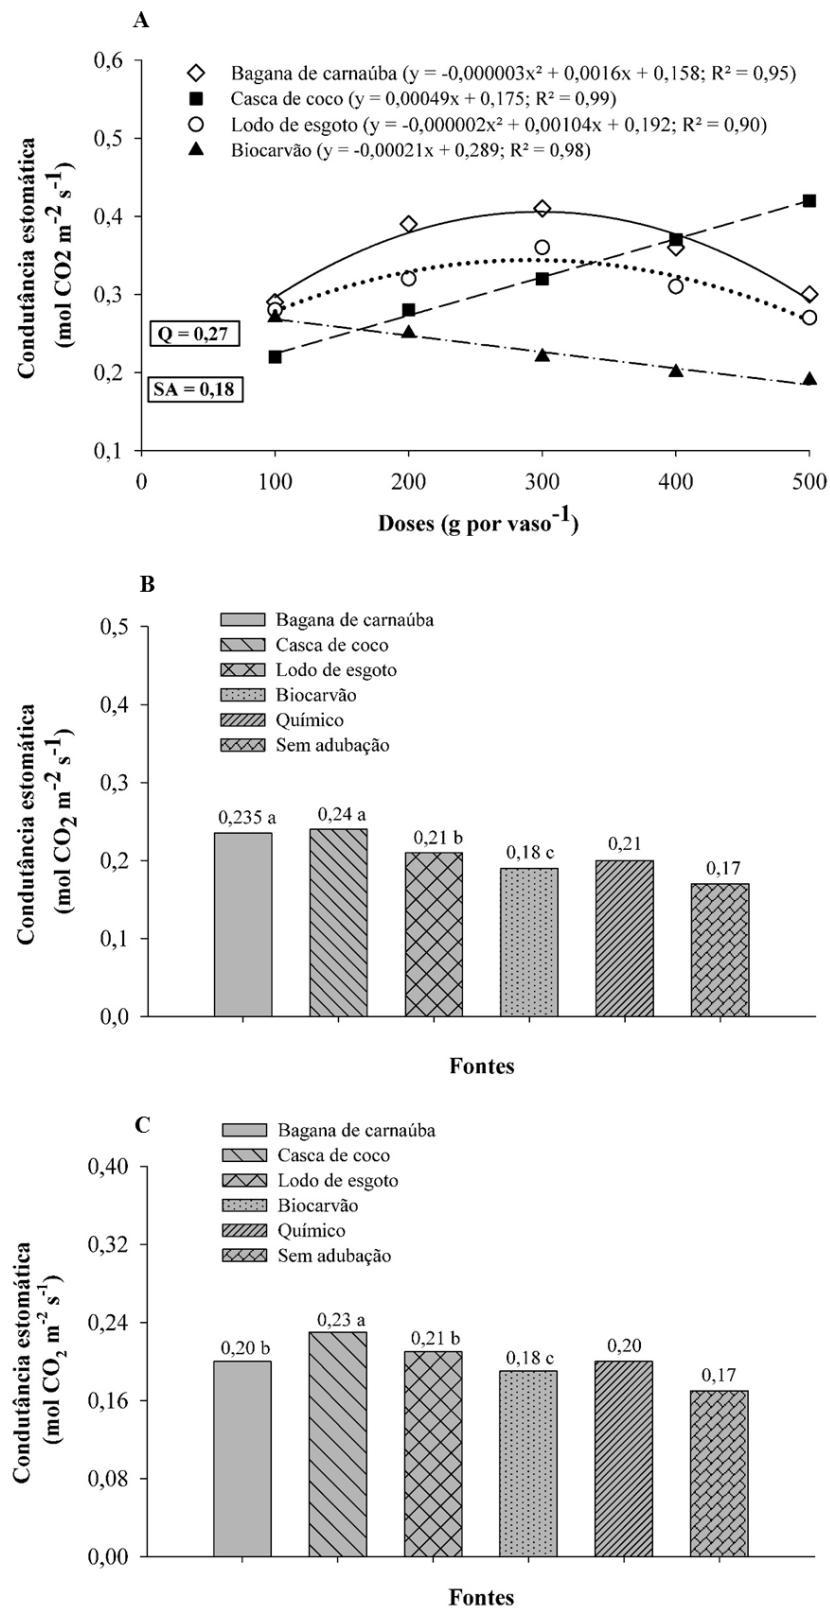 A
0,6
0,5
0,4
0,3
0,2
0,1
Condutância estomática
(mol CO2 m⁻² s⁻¹)
Bagana de carnaúba (y = -0,000003x² + 0,0016x + 0,158; R² = 0,95)
Casca de coco (y = 0,00049x + 0,175; R² = 0,99)
Lodo de esgoto (y = -0,000002x² + 0,00104x + 0,192; R² = 0,90)
Biocarvão (y = -0,00021x + 0,289; R² = 0,98)
Q = 0,27
SA = 0,18
0 100 200 300 400 500
Doses (g por vaso⁻¹)
B
0,5
0,4
0,3
0,2
0,1
0,0
Condutância estomática
(mol CO₂ m⁻² s⁻¹)
Bagana de carnaúba
Casca de coco
Lodo de esgoto
Biocarvão
Químico
Sem adubação
0,235 a 0,24 a 0,21 b 0,18 c 0,21 0,17
Fontes
C
0,40
0,32
0,24
0,16
0,08
0,00
Condutância estomática
(mol CO₂ m⁻² s⁻¹)
Bagana de carnaúba
Casca de coco
Lodo de esgoto
Biocarvão
Químico
Sem adubação
0,20 b 0,23 a 0,21 b 0,18 c 0,20 0,17
Fontes